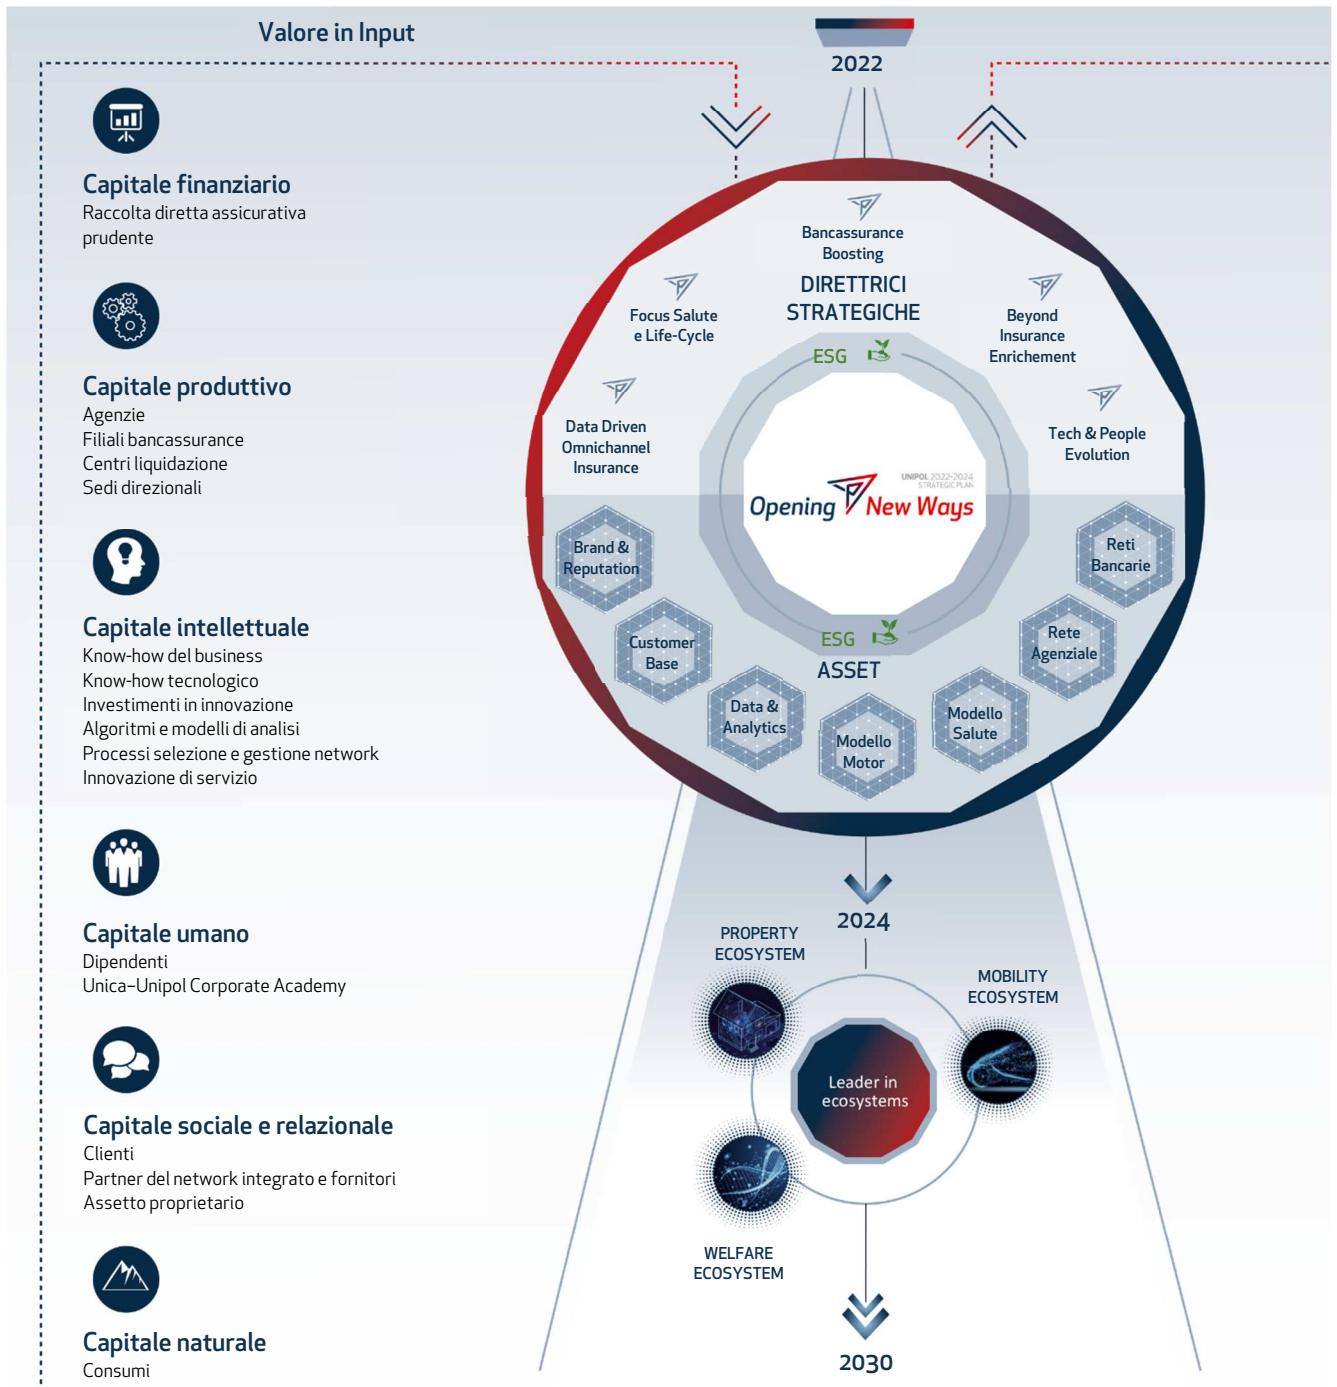 Valore in Input
Capitale finanziario
Raccolta diretta assicurativa
prudente
Capitale produttivo
Agenzie
Filiali bancassurance
Centri liquidazione
Sedi direzionali
Capitale intellettuale
Know-how del business
Know-how tecnologico
Investimenti in innovazione
Algoritmi e modelli di analisi
Processi selezione e gestione network
Innovazione di servizio
Capitale umano
Dipendenti
Unica–Unipol Corporate Academy
Capitale sociale e relazionale
Clienti
Partner del network integrato e fornitori
Assetto proprietario
Capitale naturale
Consumi
2022
Bancassurance
Boosting
DIRETTRICI
STRATEGICHE
Focus Salute
e Life-Cycle
Beyond
Insurance
Enrichement
Data Driven
Omnichannel
Insurance
Tech & People
Evolution
ESG
UNIPOL 2022-2024
STRATEGIC PLAN
Opening New Ways
Brand &
Reputation
Reti
Bancarie
Customer
Base
Rete
Agenziale
ESG
ASSET
Data &
Analytics
Modello
Salute
Modello
Motor
2024
PROPERTY
ECOSYSTEM
MOBILITY
ECOSYSTEM
Leader in
ecosystems
WELFARE
ECOSYSTEM
2030